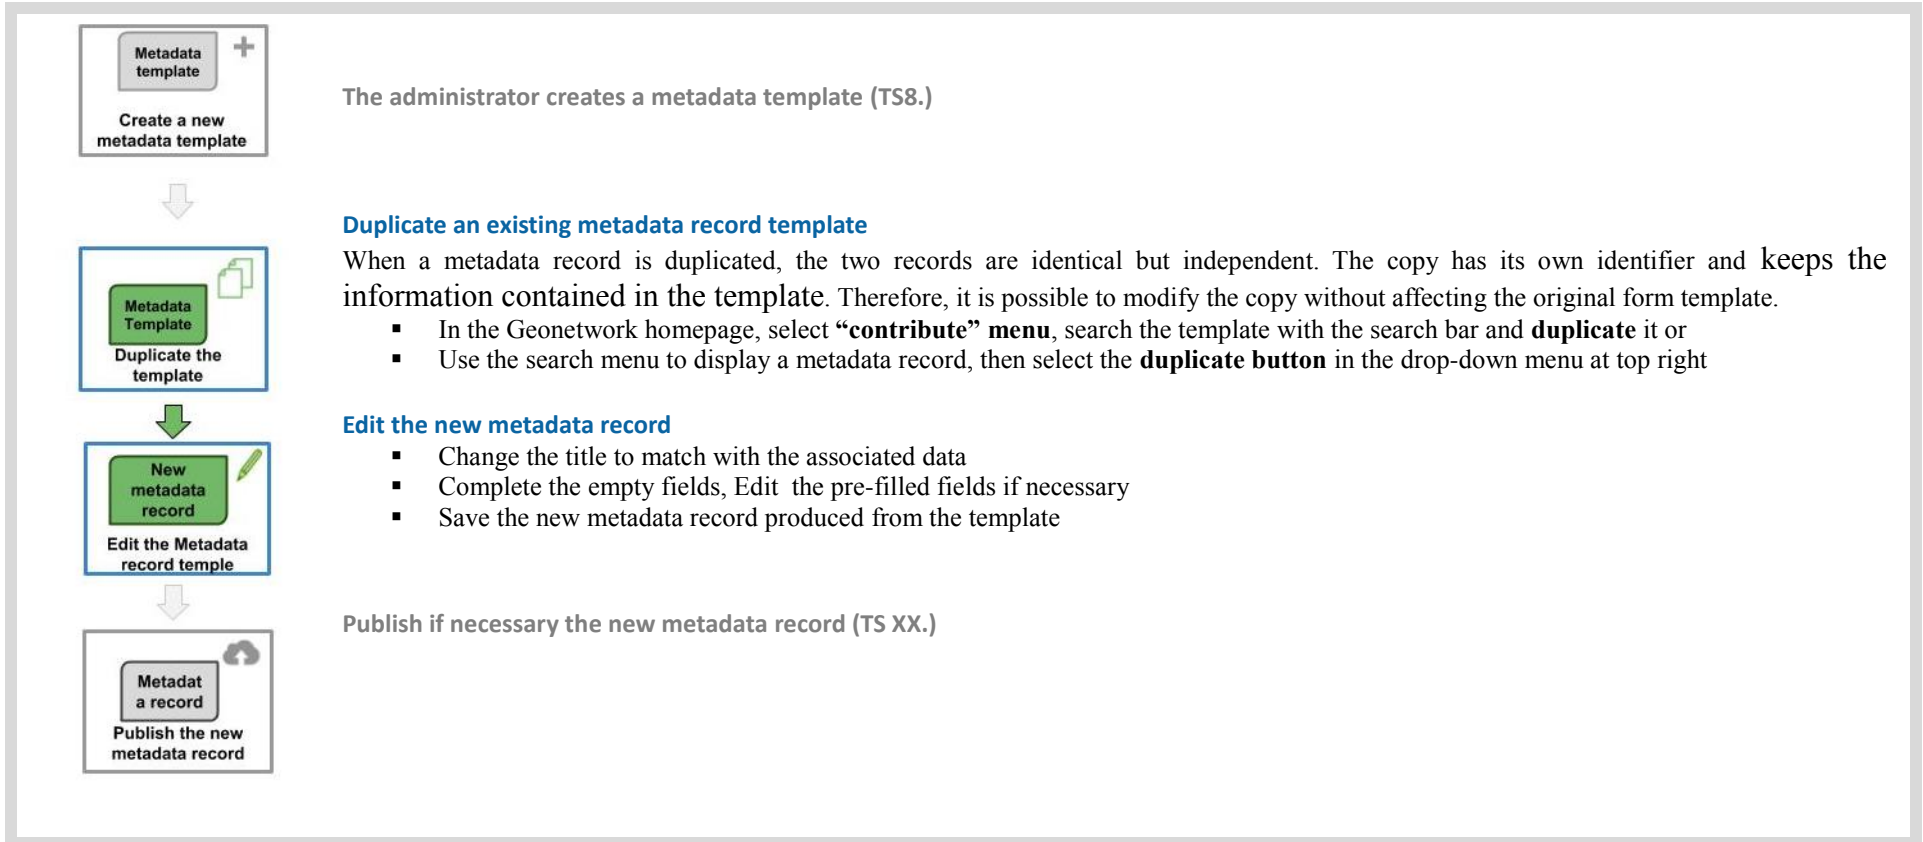 Metadata
template
Create a new
metadata template
The administrator creates a metadata template (TS8.)
Duplicate an existing metadata record template
When a metadata record is duplicated, the two records are identical but independent. The copy has its own identifier and keeps the
information contained in the template. Therefore, it is possible to modify the copy without affecting the original form template.
▪ In the Geonetwork homepage, select “contribute” menu, search the template with the search bar and duplicate it or
▪ Use the search menu to display a metadata record, then select the duplicate button in the drop-down menu at top right
Metadata
Template
Duplicate the
template
Edit the new metadata record
▪ Change the title to match with the associated data
▪ Complete the empty fields, Edit the pre-filled fields if necessary
▪ Save the new metadata record produced from the template
New
metadata
record
Edit the Metadata
record temple
Publish if necessary the new metadata record (TS XX.)
Metadat
a record
Publish the new
metadata record